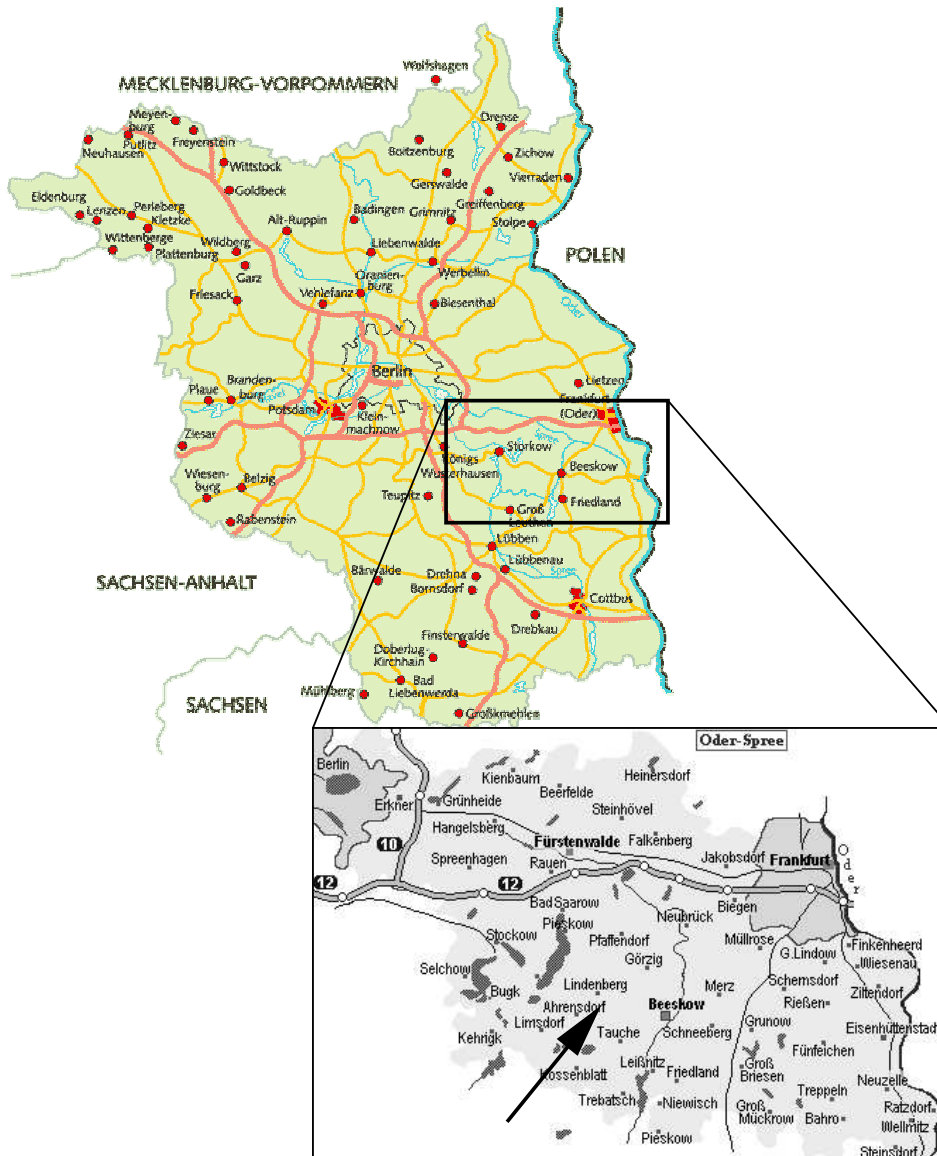 Wolfshagen
MECKLENBURG-VORPOMMERN
Meyen-
burg
Putlitz
Neuhausen
Freyenstein
Wittstock
Goldbeck
Drense
Boitzenburg
Zichow
Gerswalde
Vierraden
Greiffenberg
Eldenburg
Lenzen
Perleberg
Kletzke
Wittenberge
Plattenburg
Alt-Ruppin
Badingen
Grimnitz
Stolpe
Wildberg
Liebenwalde
POLEN
Garz
Werbellin
Friesack
Vehlefanz
Oranien-
burg
Biesenthal
Oder
Berlin
Lietzen
Plaue
Branden-
burg
Havel
Potsdam
Klein-
machnow
Frankfurt
(Oder)
Ziesar
Storkow
Spree
Königs
Wusterhausen
Beeskow
Wiesen-
burg
Belzig
Teupitz
Friedland
Groß
Leuthen
Rabenstein
Lübben
Lübbenau
SACHSEN-ANHALT
Bärwalde
Drehna
Bornsdorf
Spree
Cottbus
Drebkau
Finsterwalde
Doberlug-
Kirchhain
Bad
Liebenwerda
SACHSEN
Mühlberg
Großkmehlen
Oder-Spree
Berlin
Kienbaum
Heinersdorf
Erkner
Grünheide
Beerfelde
Steinhövel
Hangelsberg
10
Fürstenwalde
Falkenberg
Spreenhagen
Rauen
Jakobsdorf
Frankfurt
Oder
12
12
Biegen
Bad Saarow
Pieskow
Neubrück
Stockow
Pfaffendorf
Müllrose
Finkenheerd
G.Lindow
Wiesenau
Görzig
Selchow
Schernsdorf
Bugk
Lindenberg
Merz
Rießen
Ziltendorf
Ahrensdorf
Beeskow
Limsdorf
Tauche
Schneeberg
Grunow
Eisenhüttenstadt
Kehrigk
Fünfeichen
Leißnitz
Kossenblatt
Friedland
Groß
Briesen
Neuzelle
Trebatsch
Niewisch
Treppeln
Groß
Mückrow
Bahro
Ratzdorf
Wellmitz
Pieskow
Steinsdorf